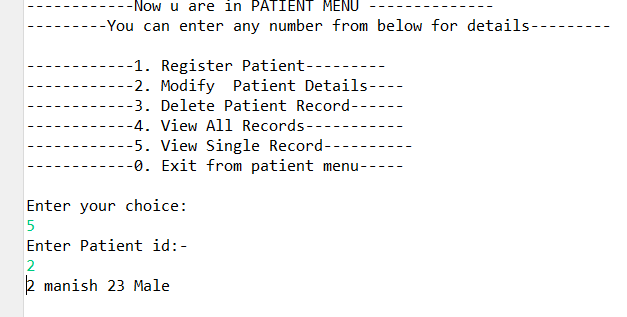 ------------Now u are in PATIENT MENU --------------
---------You can enter any number from below for details---------
------------1. Register Patient---------
------------2. Modify  Patient Details----
------------3. Delete Patient Record------
------------4. View All Records-----------
------------5. View Single Record----------
------------0. Exit from patient menu-----
Enter your choice:
5
Enter Patient id:-
2
2 manish 23 Male